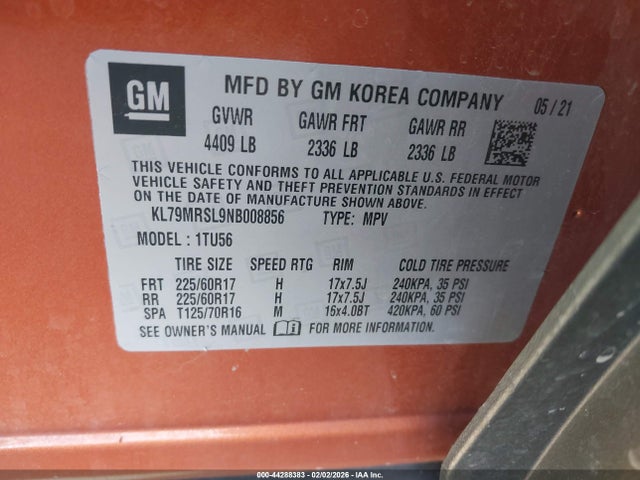 GM
MFD BY GM KOREA COMPANY 05 / 21
GVWR GAWR FRT GAWR RR
4409 LB 2336 LB 2336 LB
THIS VEHICLE CONFORMS TO ALL APPLICABLE U.S. FEDERAL MOTOR
VEHICLE SAFETY AND THEFT PREVENTION STANDARDS IN EFFECT
ON THE DATE OF MANUFACTURE SHOWN ABOVE.
KL79MRSL9NB008856 TYPE: MPV
MODEL : 1TU56
TIRE SIZE SPEED RTG RIM COLD TIRE PRESSURE
FRT 225/60R17 H 17x7.5J 240KPA, 35 PSI
RR 225/60R17 H 17x7.5J 240KPA, 35 PSI
SPA T125/70R16 M 16x4.0BT 420KPA, 60 PSI
SEE OWNER'S MANUAL FOR MORE INFORMATION.
000-44288383 - 02/02/2026 - IAA Inc.